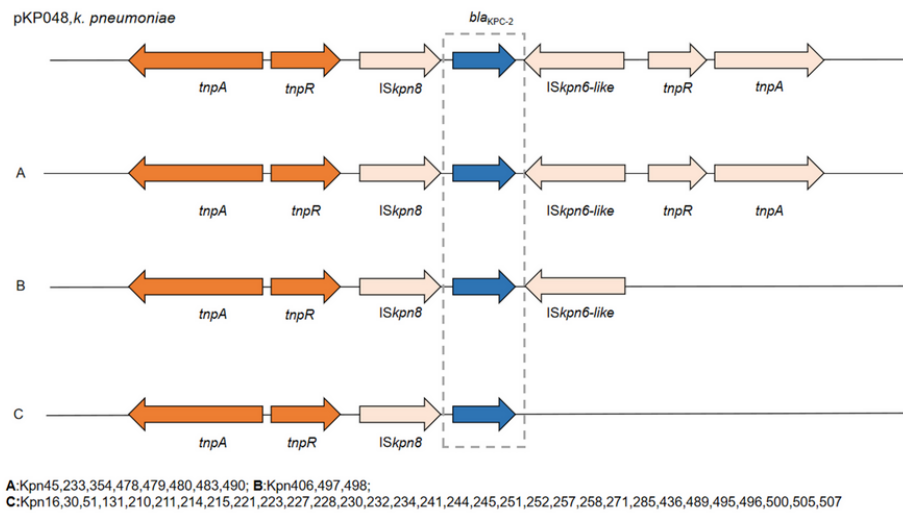 pKP048,k. pneumoniae
blaKPC-2
tnpA tnpR ISkpn8 ISkpn6-like tnpR tnpA
A
tnpA tnpR ISkpn8 ISkpn6-like tnpR tnpA
B
tnpA tnpR ISkpn8 ISkpn6-like
C
tnpA tnpR ISkpn8
A:Kpn45,233,354,478,479,480,483,490; B:Kpn406,497,498;
C:Kpn16,30,51,131,210,211,214,215,221,223,227,228,230,232,234,241,244,245,251,252,257,258,271,285,436,489,495,496,500,505,507